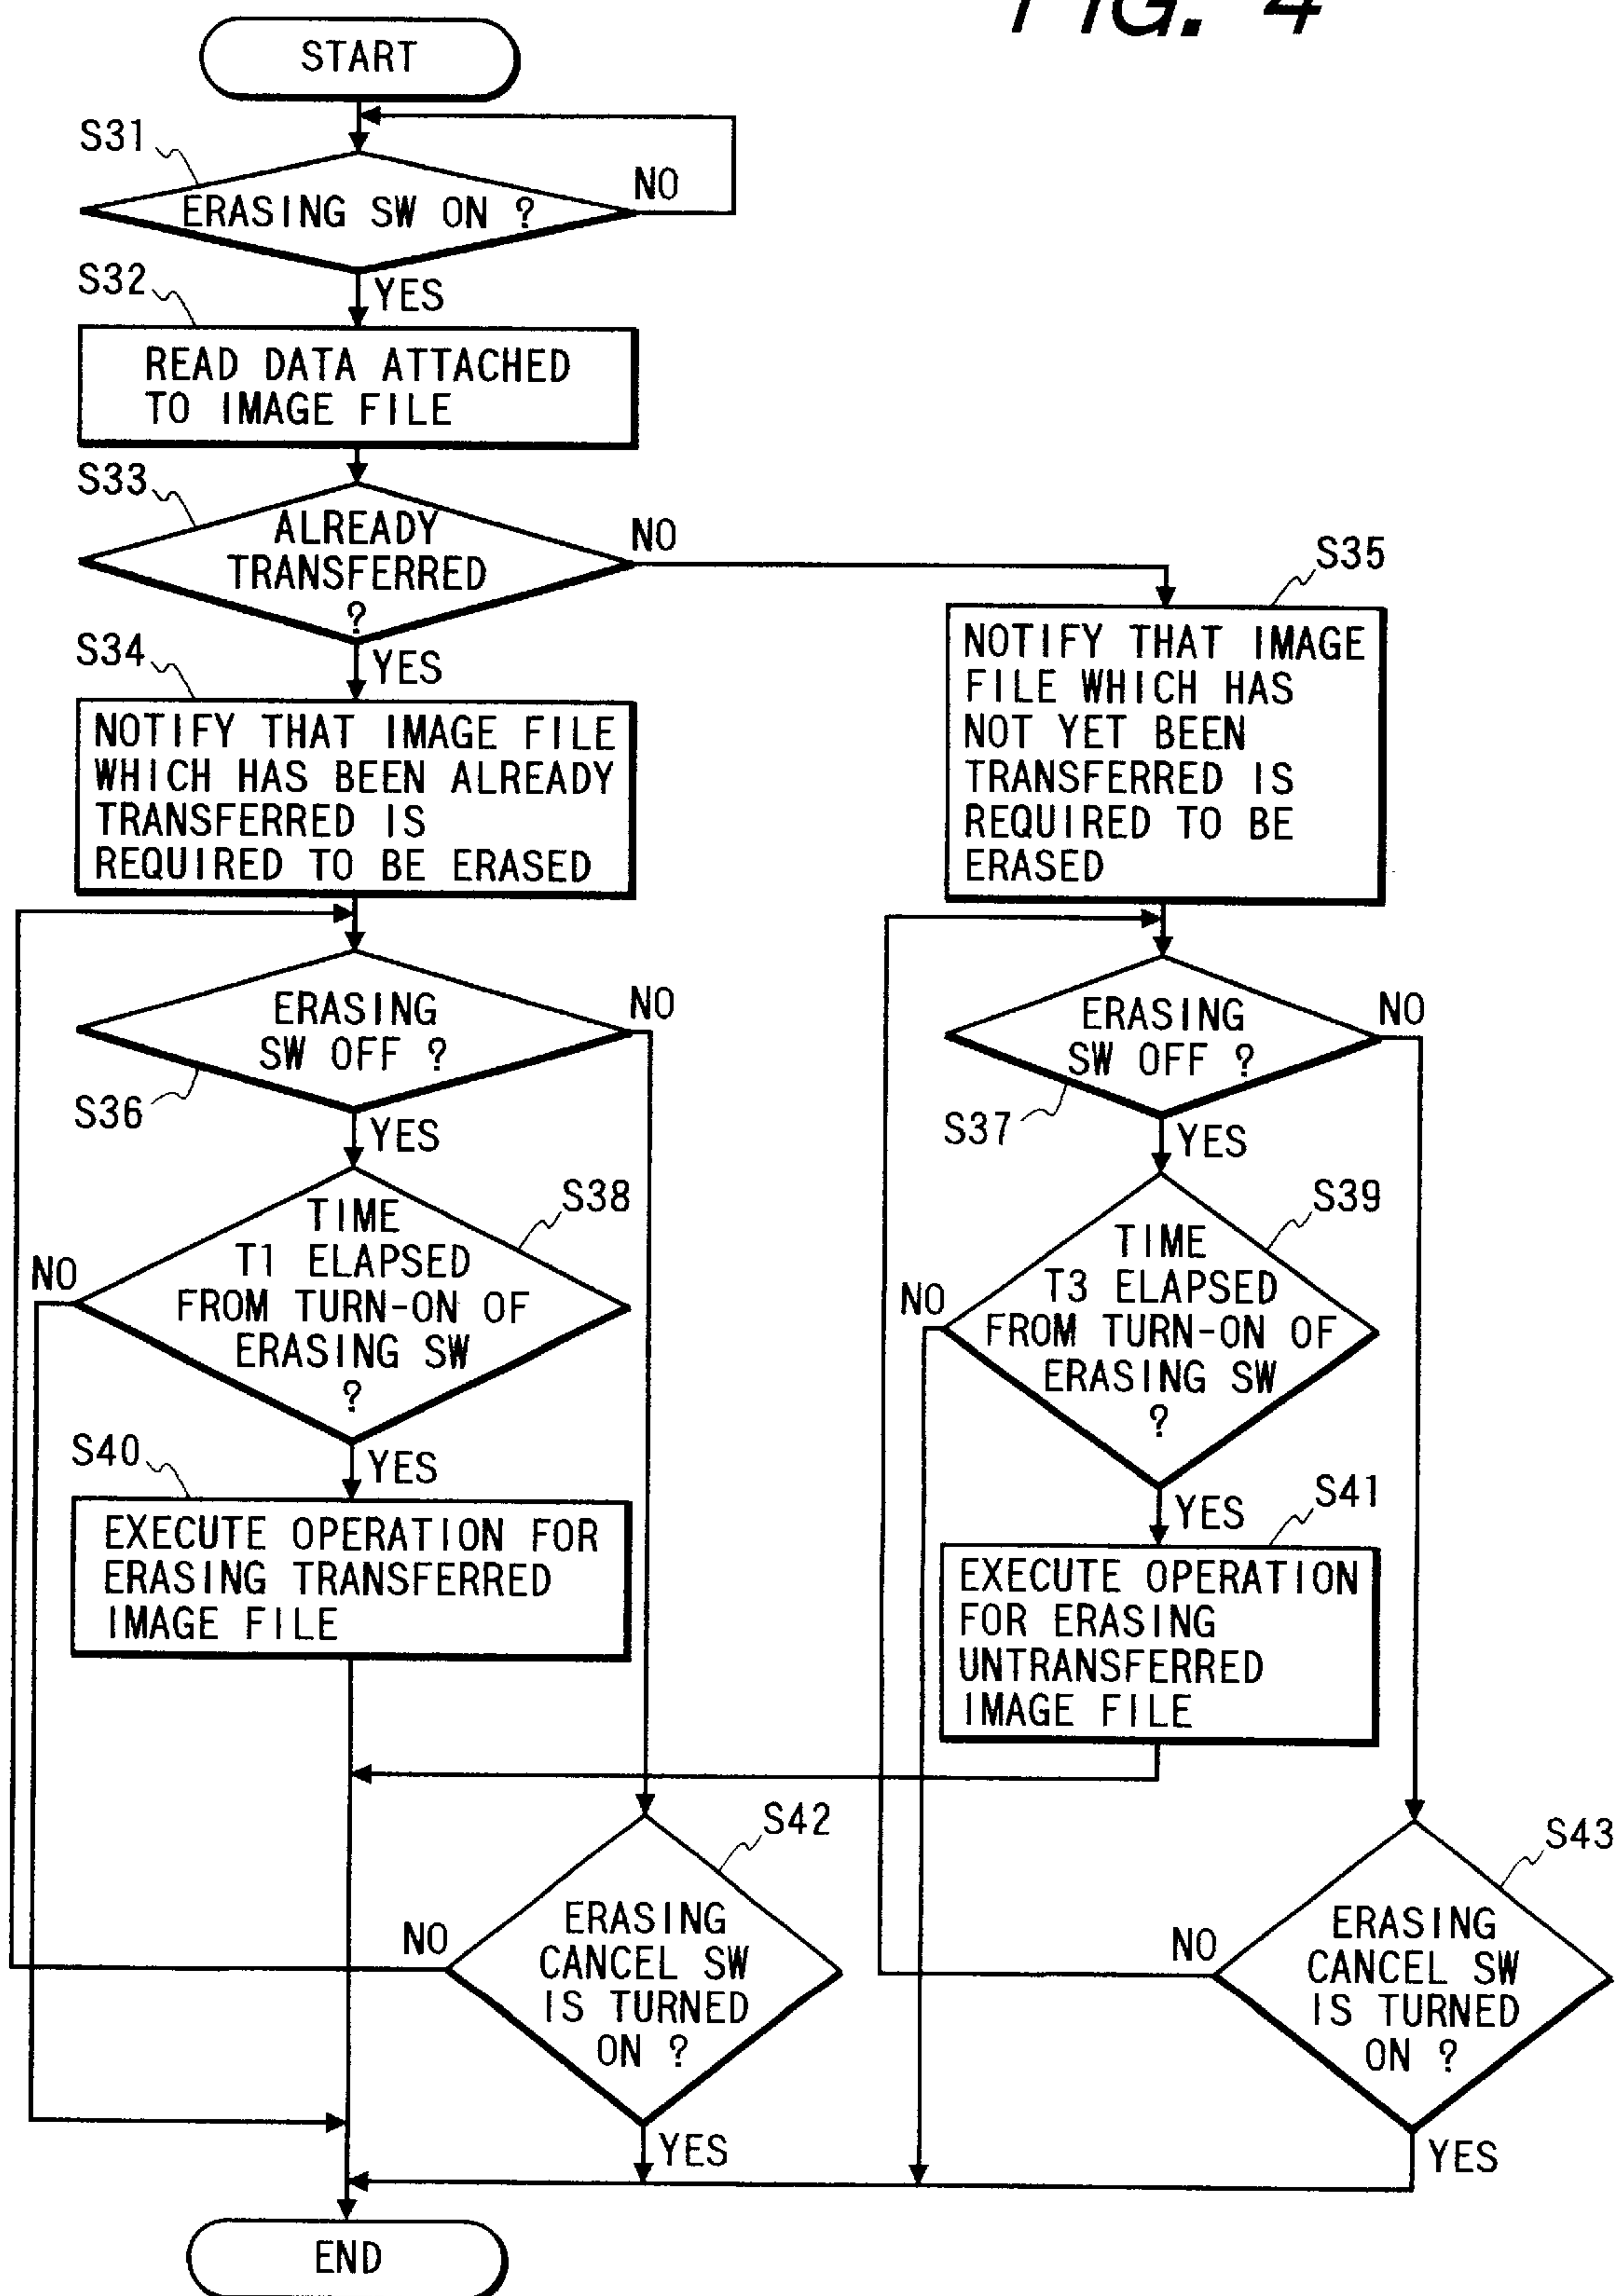 FIG. 4
START
S31
ERASING SW ON ?
NO
YES
S32
READ DATA ATTACHED
TO IMAGE FILE
S33
ALREADY
TRANSFERRED
?
NO
YES
S34
NOTIFY THAT IMAGE FILE
WHICH HAS BEEN ALREADY
TRANSFERRED IS
REQUIRED TO BE ERASED
S35
NOTIFY THAT IMAGE
FILE WHICH HAS
NOT YET BEEN
TRANSFERRED IS
REQUIRED TO BE
ERASED
ERASING
SW OFF ?
NO
S36
YES
ERASING
SW OFF ?
NO
S37
YES
S38
TIME
T1 ELAPSED
FROM TURN-ON OF
ERASING SW
?
NO
YES
S39
TIME
T3 ELAPSED
FROM TURN-ON OF
ERASING SW
?
NO
YES
S40
EXECUTE OPERATION FOR
ERASING TRANSFERRED
IMAGE FILE
S41
EXECUTE OPERATION
FOR ERASING
UNTRANSFERRED
IMAGE FILE
S42
ERASING
CANCEL SW
IS TURNED
ON ?
NO
YES
S43
ERASING
CANCEL SW
IS TURNED
ON ?
NO
YES
END